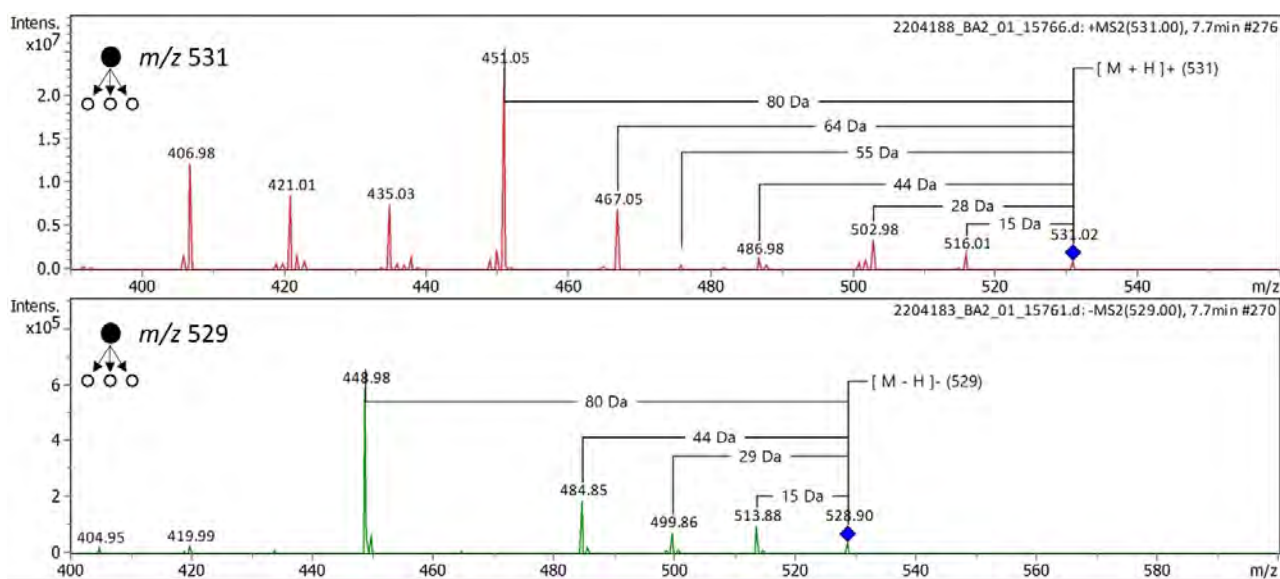 Intens.
x10⁷
2204188_BA2_01_15766.d: +MS2(531.00), 7.7min #276
m/z 531
451.05
[ M + H ]+ (531)
2.0
80 Da
64 Da
1.5
406.98
55 Da
1.0
421.01
435.03
44 Da
467.05
28 Da
0.5
502.98
15 Da
531.02
486.98
516.01
0.0
400
420
440
460
480
500
520
540
m/z
Intens.
x10⁵
2204183_BA2_01_15761.d: -MS2(529.00), 7.7min #270
m/z 529
448.98
[ M - H ]- (529)
6
80 Da
44 Da
4
29 Da
2
484.85
15 Da
499.86
513.88
528.90
404.95
419.99
0
400
420
440
460
480
500
520
540
560
580
m/z